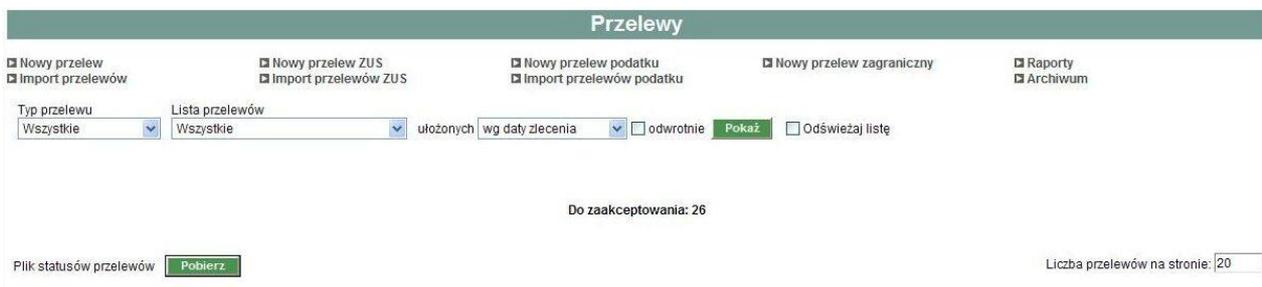 Przelewy
Nowy przelew Nowy przelew ZUS Nowy przelew podatku Nowy przelew zagraniczny Raporty
Import przelewów Import przelewów ZUS Import przelewów podatku Archiwum
Typ przelewu Lista przelewów
Wszystkie Wszystkie ułożonych wg daty zlecenia odwrotnie Pokaż Odświeżaj listę
Do zaakceptowania: 26
Plik statusów przelewów Pobierz Liczba przelewów na stronie: 20